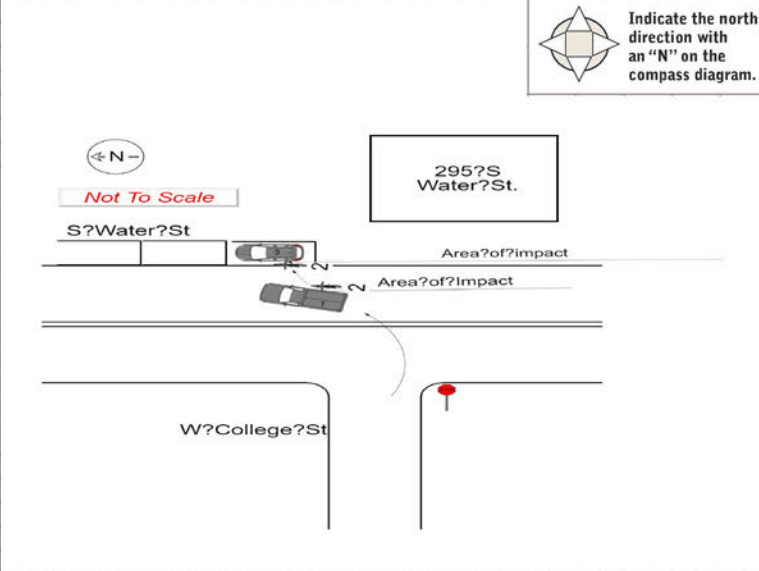 Indicate the north
direction with
an “N” on the
compass diagram.
N
Not To Scale
295?S
Water?St.
S?Water?St
Area?of?impact
2
Area?of?Impact
2
W?College?St